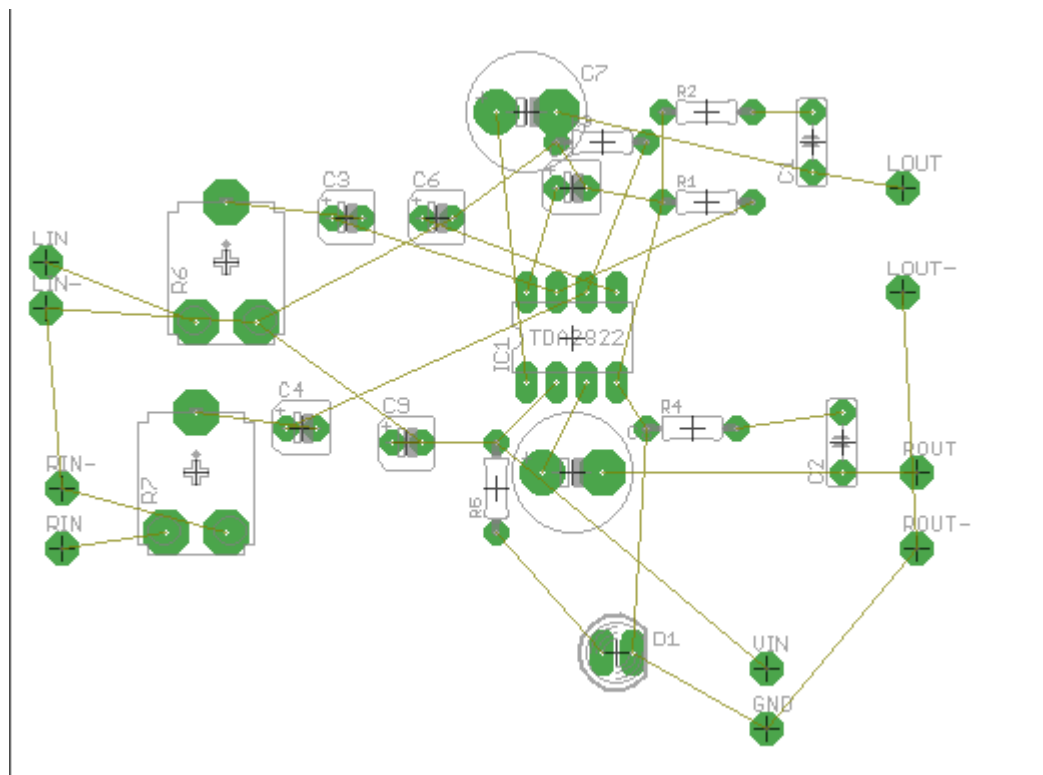 C7
R2
C1
LOUT
C3
C6
R1
LIN
LIN-
R6
LOUT-
TDA2822
IC1
C4
C9
R4
R7
RIN-
RIN
R5
C2
ROUT
ROUT-
D1
VIN
GND